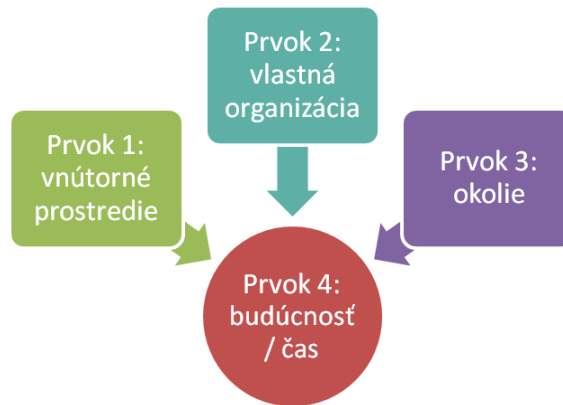 Prvok 1:
vnútorné
prostredie
Prvok 2:
vlastná
organizácia
Prvok 3:
okolie
Prvok 4:
budúcnosť
/ čas